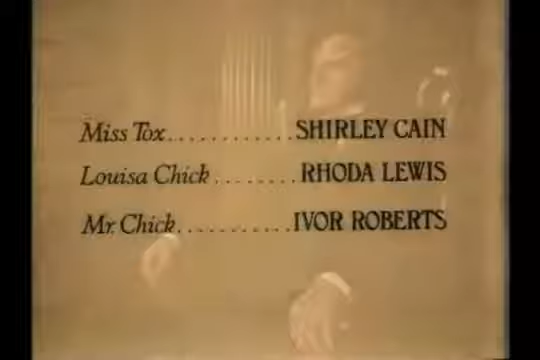 Miss Tox............SHIRLEY CAIN
Louisa Chick........RHODA LEWIS
Mr. Chick...........IVOR ROBERTS